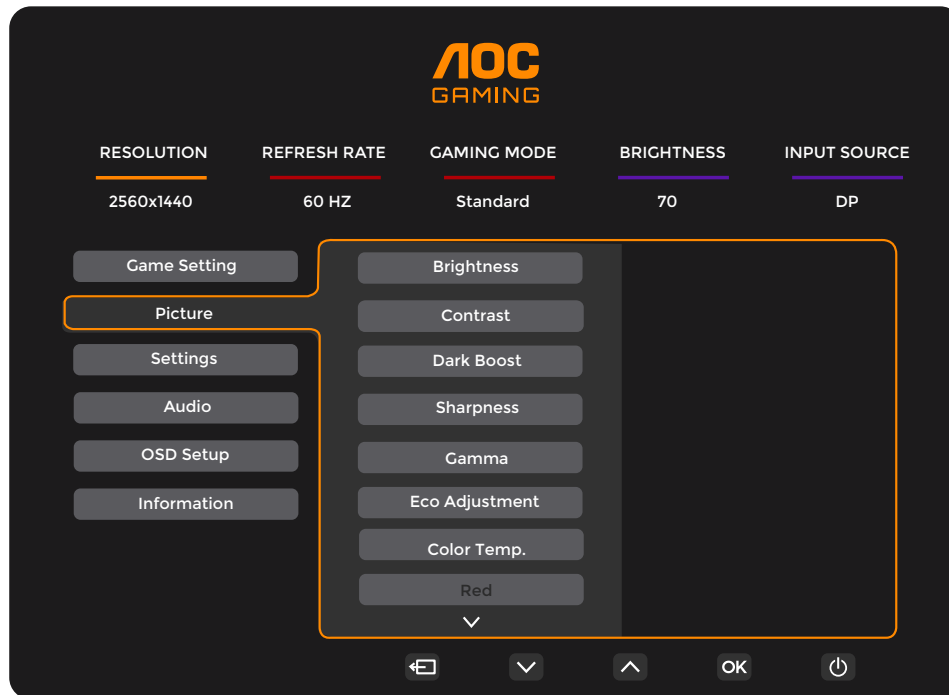 AOC
GAMING
RESOLUTION REFRESH RATE GAMING MODE BRIGHTNESS INPUT SOURCE
2560x1440 60 HZ Standard 70 DP
Game Setting
Picture
Settings
Audio
OSD Setup
Information
Brightness
Contrast
Dark Boost
Sharpness
Gamma
Eco Adjustment
Color Temp.
Red
OK